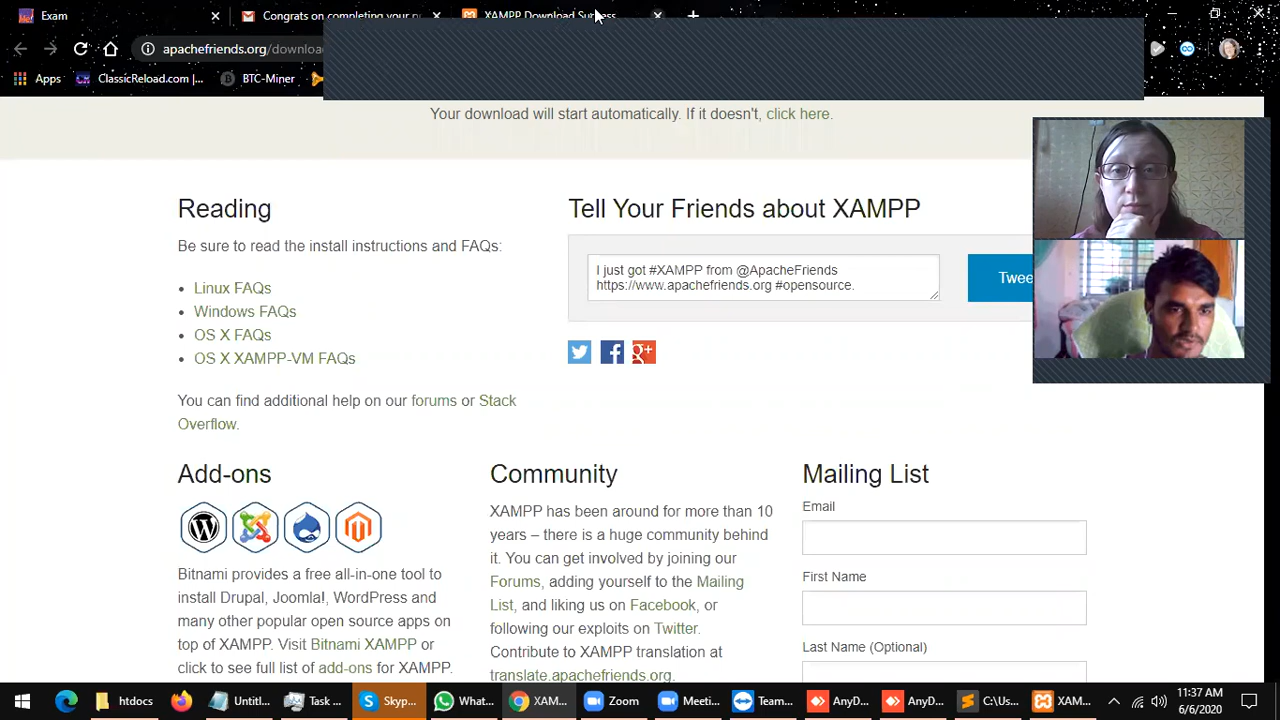 Exam
Congrats on completing your
XAMPP Download Success
apachefriends.org/downloa
Apps
ClassicReload.com |...
BTC-Miner
Your download will start automatically. If it doesn't, click here.
Reading
Be sure to read the install instructions and FAQs:
Linux FAQs
Windows FAQs
OS X FAQs
OS X XAMPP-VM FAQs
You can find additional help on our forums or Stack
Overflow.
Tell Your Friends about XAMPP
I just got #XAMPP from @ApacheFriends
https://www.apachefriends.org #opensource.
Twee
g+
Add-ons
Bitnami provides a free all-in-one tool to
install Drupal, Joomla!, WordPress and
many other popular open source apps on
top of XAMPP. Visit Bitnami XAMPP or
click to see full list of add-ons for XAMPP.
Community
XAMPP has been around for more than 10
years – there is a huge community behind
it. You can get involved by joining our
Forums, adding yourself to the Mailing
List, and liking us on Facebook, or
following our exploits on Twitter.
Contribute to XAMPP translation at
translate.apachefriends.org.
Mailing List
Email
First Name
Last Name (Optional)
htdocs
Untitl...
Task ...
Skyp...
What...
XAM...
Zoom
Meeti...
Team...
AnyD...
AnyD...
C:\Us...
XAM...
11:37 AM
6/6/2020